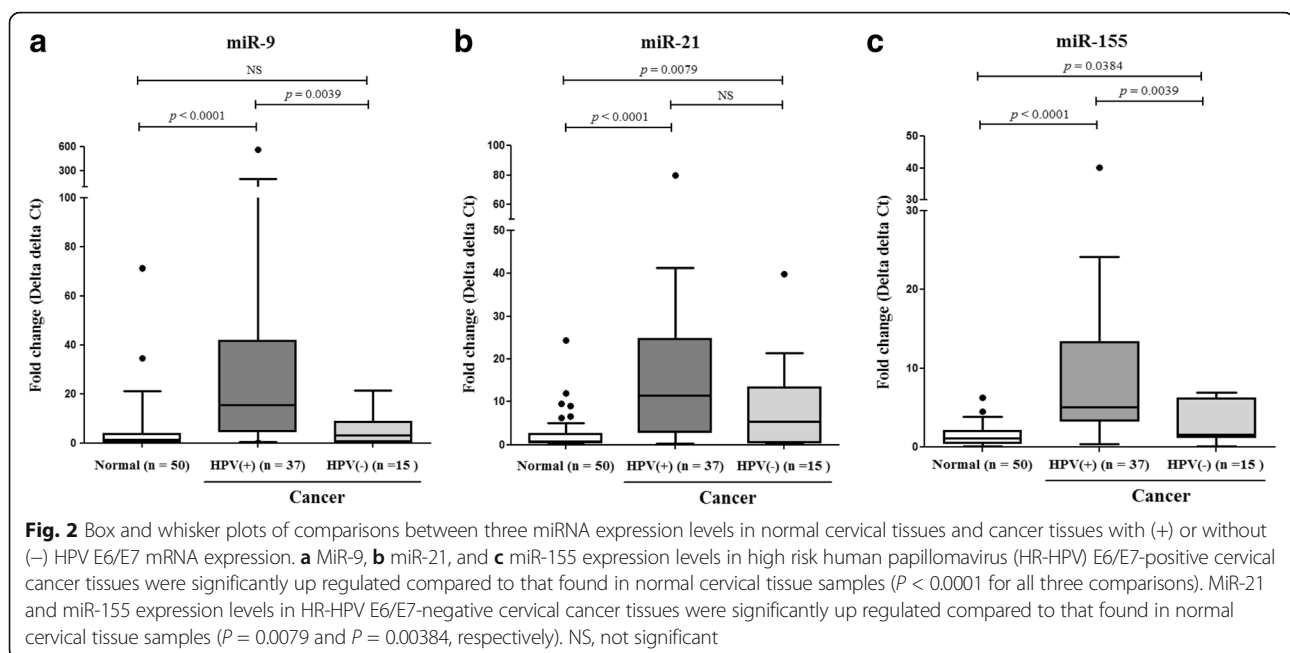 a
miR-9
NS
p = 0.0039
p < 0.0001
Fold change (Delta delta Ct)
600
300
100
80
60
40
20
0
Normal (n = 50)
HPV(+) (n = 37)
HPV(-) (n =15 )
Cancer
b
miR-21
p = 0.0079
NS
p < 0.0001
Fold change (Delta delta Ct)
100
80
60
50
40
30
20
10
0
Normal (n = 50)
HPV(+) (n = 37)
HPV(-) (n =15 )
Cancer
c
miR-155
p = 0.0384
p = 0.0039
p < 0.0001
Fold change (Delta delta Ct)
50
40
30
30
20
10
0
Normal (n = 50)
HPV(+) (n = 37)
HPV(-) (n =15 )
Cancer
Fig. 2 Box and whisker plots of comparisons between three miRNA expression levels in normal cervical tissues and cancer tissues with (+) or without
(−) HPV E6/E7 mRNA expression. a MiR-9, b miR-21, and c miR-155 expression levels in high risk human papillomavirus (HR-HPV) E6/E7-positive cervical
cancer tissues were significantly up regulated compared to that found in normal cervical tissue samples (P < 0.0001 for all three comparisons). MiR-21
and miR-155 expression levels in HR-HPV E6/E7-negative cervical cancer tissues were significantly up regulated compared to that found in normal
cervical tissue samples (P = 0.0079 and P = 0.00384, respectively). NS, not significant